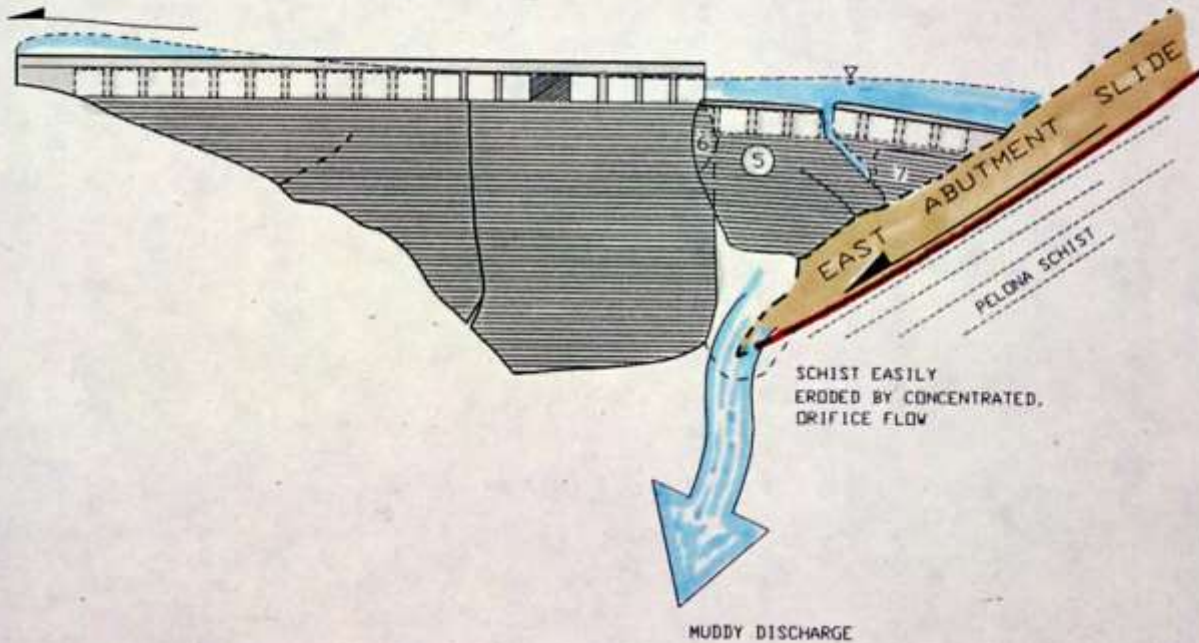 6
5
7
EAST ABUTMENT SLIDE
PELONA SCHIST
SCHIST EASILY
ERODED BY CONCENTRATED,
ORIFICE FLOW
MUDDY DISCHARGE